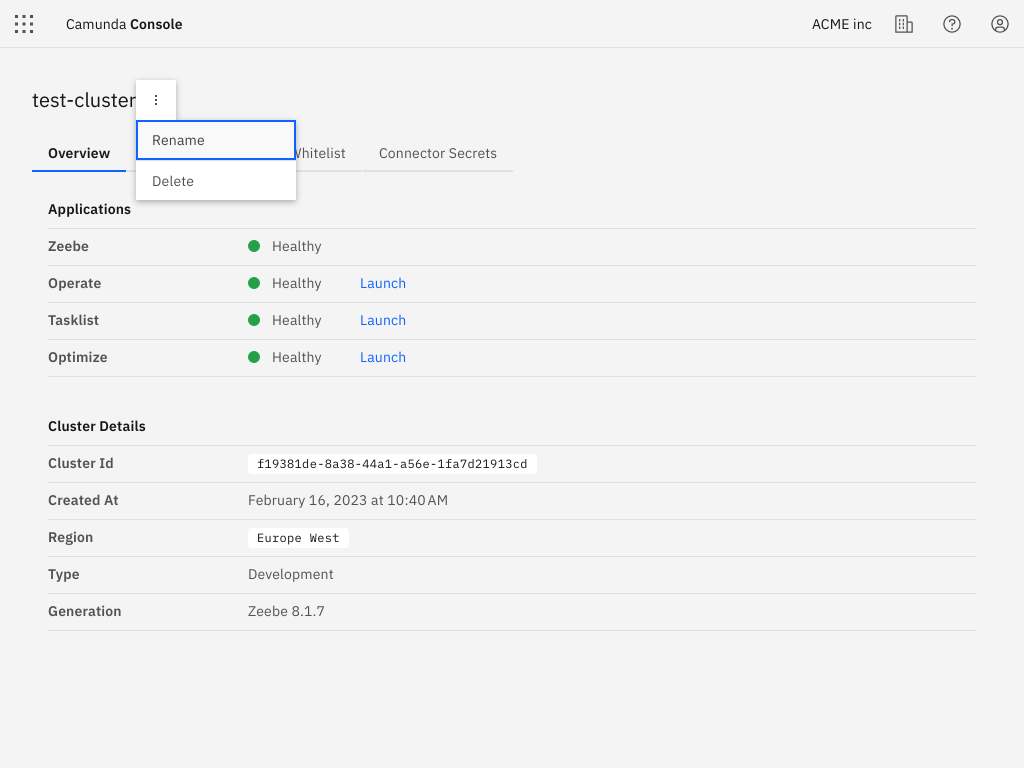 Camunda Console
ACME inc
test-cluster
Rename
Delete
Overview
Whitelist
Connector Secrets
Applications
Zeebe Healthy
Operate Healthy Launch
Tasklist Healthy Launch
Optimize Healthy Launch
Cluster Details
Cluster Id f19381de-8a38-44a1-a56e-1fa7d21913cd
Created At February 16, 2023 at 10:40 AM
Region Europe West
Type Development
Generation Zeebe 8.1.7